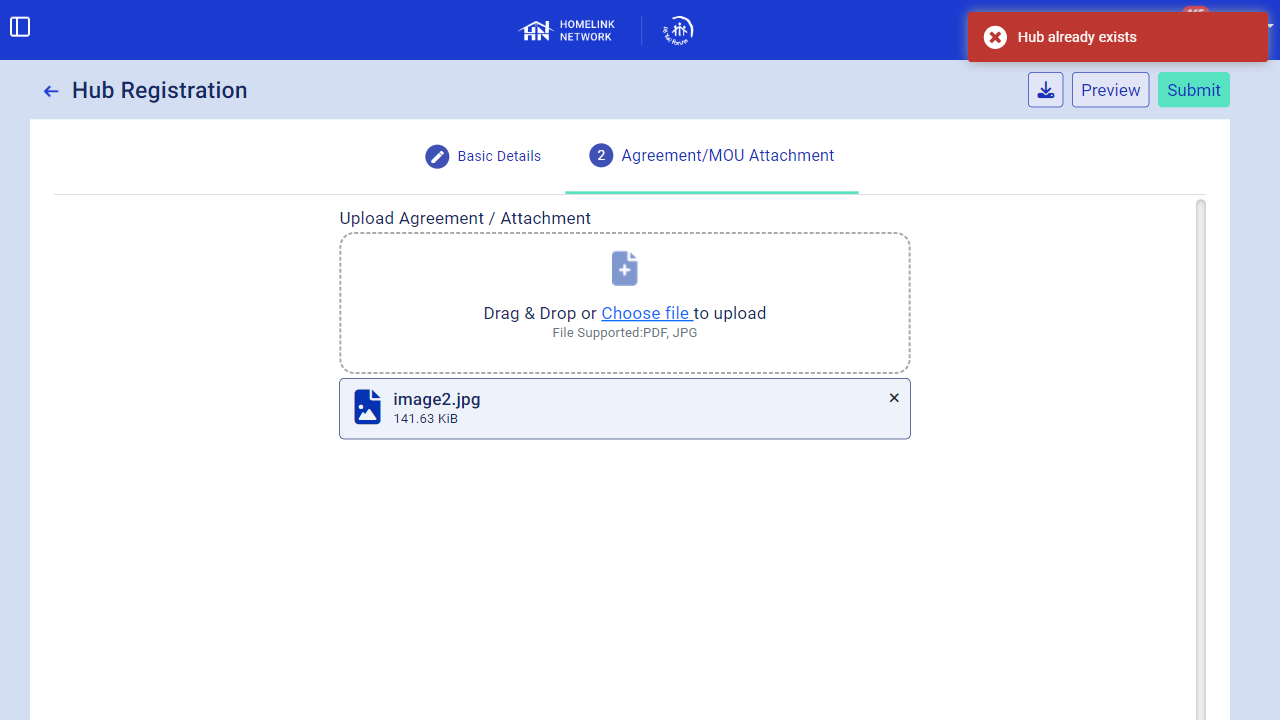 HOMELINK
NETWORK
Hub already exists
Hub Registration
Preview
Submit
Basic Details
2
Agreement/MOU Attachment
Upload Agreement / Attachment
Drag & Drop or Choose file to upload
File Supported:PDF, JPG
image2.jpg
141.63 KiB